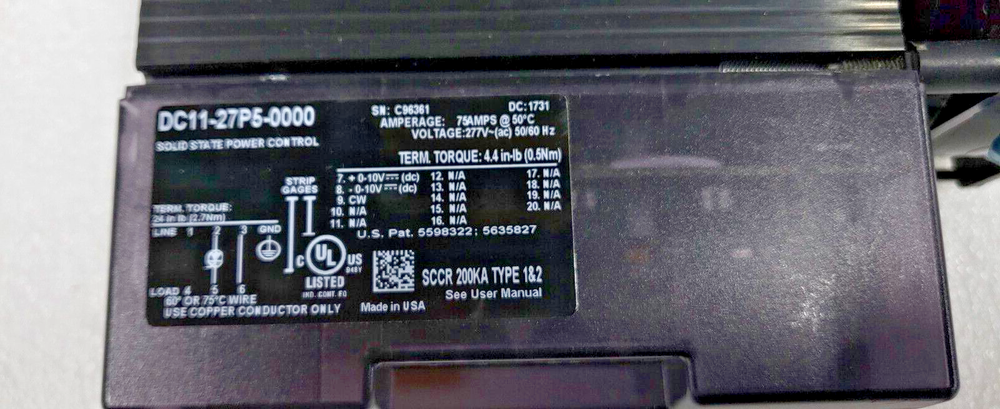 DC11-27P5-0000
SN: C96361 DC: 1731
AMPERAGE: 75AMPS @ 50°C
VOLTAGE:277V~(ac) 50/60 Hz
SOLID STATE POWER CONTROL
TERM. TORQUE: 4.4 in-lb (0.5Nm)
STRIP
GAGES
7. + 0-10V (dc) 12. N/A 17. N/A
8. - 0-10V (dc) 13. N/A 18. N/A
9. CW 14. N/A 19. N/A
10. N/A 15. N/A 20. N/A
11. N/A 16. N/A
U.S. Pat. 5598322; 5635827
TERM. TORQUE:
24 in lb (2.7Nm)
LINE 1 2 3 GND
LOAD 4 5 6
60° OR 75°C WIRE
USE COPPER CONDUCTOR ONLY
C UL US
LISTED
IND. CONT. EQ
SCCR 200KA TYPE 1&2
See User Manual
Made in USA